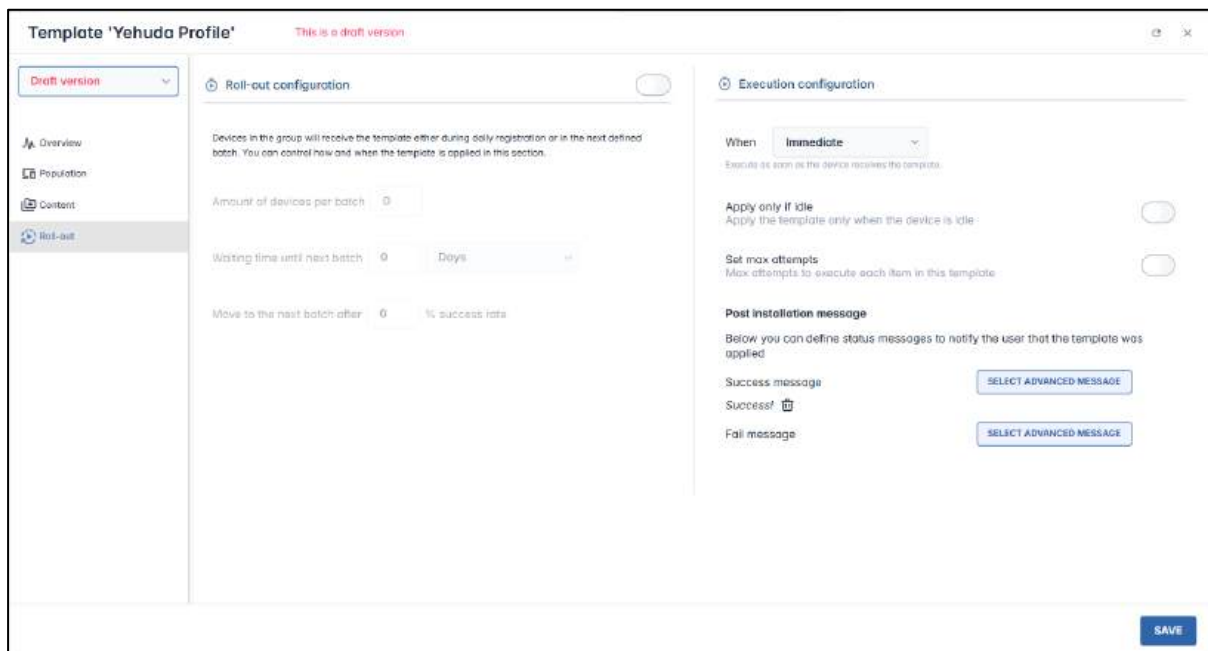 Template 'Yehuda Profile'
This is a draft version
Draft version
Overview
Population
Content
Roll-out
Roll-out configuration
Devices in the group will receive the template either during daily registration or in the next defined
batch. You can control how and when the template is applied in this section.
Amount of devices per batch 0
Waiting time until next batch 0 Days
Move to the next batch after 0 % success rate
Execution configuration
When Immediate
Execute as soon as the device receives the template.
Apply only if idle
Apply the template only when the device is idle
Set max attempts
Max attempts to execute each item in this template
Post installation message
Below you can define status messages to notify the user that the template was
applied
Success message SELECT ADVANCED MESSAGE
Success!
Fail message SELECT ADVANCED MESSAGE
SAVE